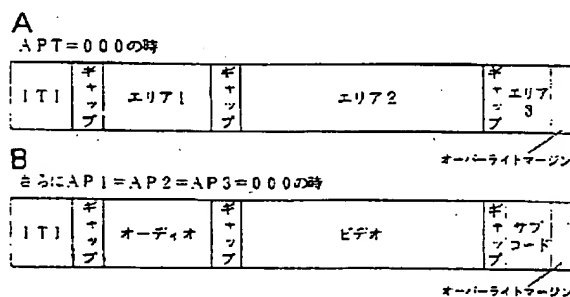 A
APT=000の時
ITI ギャップ エリア1 ギャップ エリア2 ギャップ エリア3
オーバーライトマージン
B
さらにAP1=AP2=AP3=000の時
ITI ギャップ オーディオ ギャップ ビデオ ギャップ サブコード
オーバーライトマージン